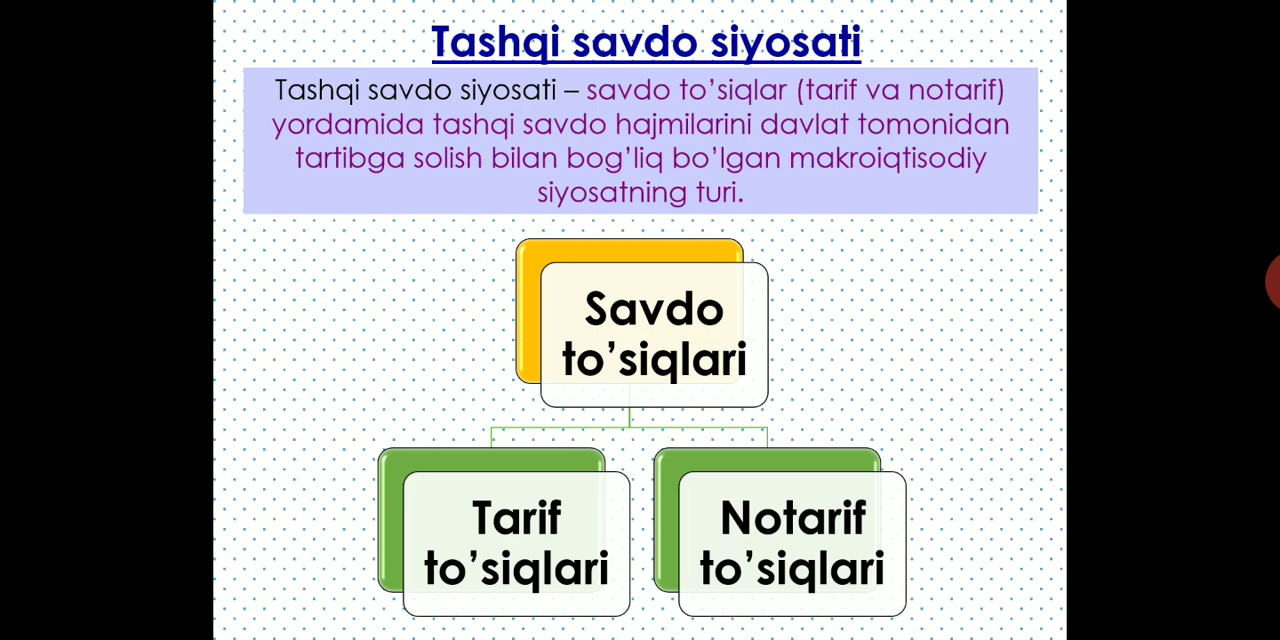 Tashqi savdo siyosati
Tashqi savdo siyosati – savdo to’siqlar (tarif va notarif)
yordamida tashqi savdo hajmilarini davlat tomonidan
tartibga solish bilan bog’liq bo’lgan makroiqtisodiy
siyosatning turi.
Savdo
to’siqlari
Tarif
to’siqlari
Notarif
to’siqlari